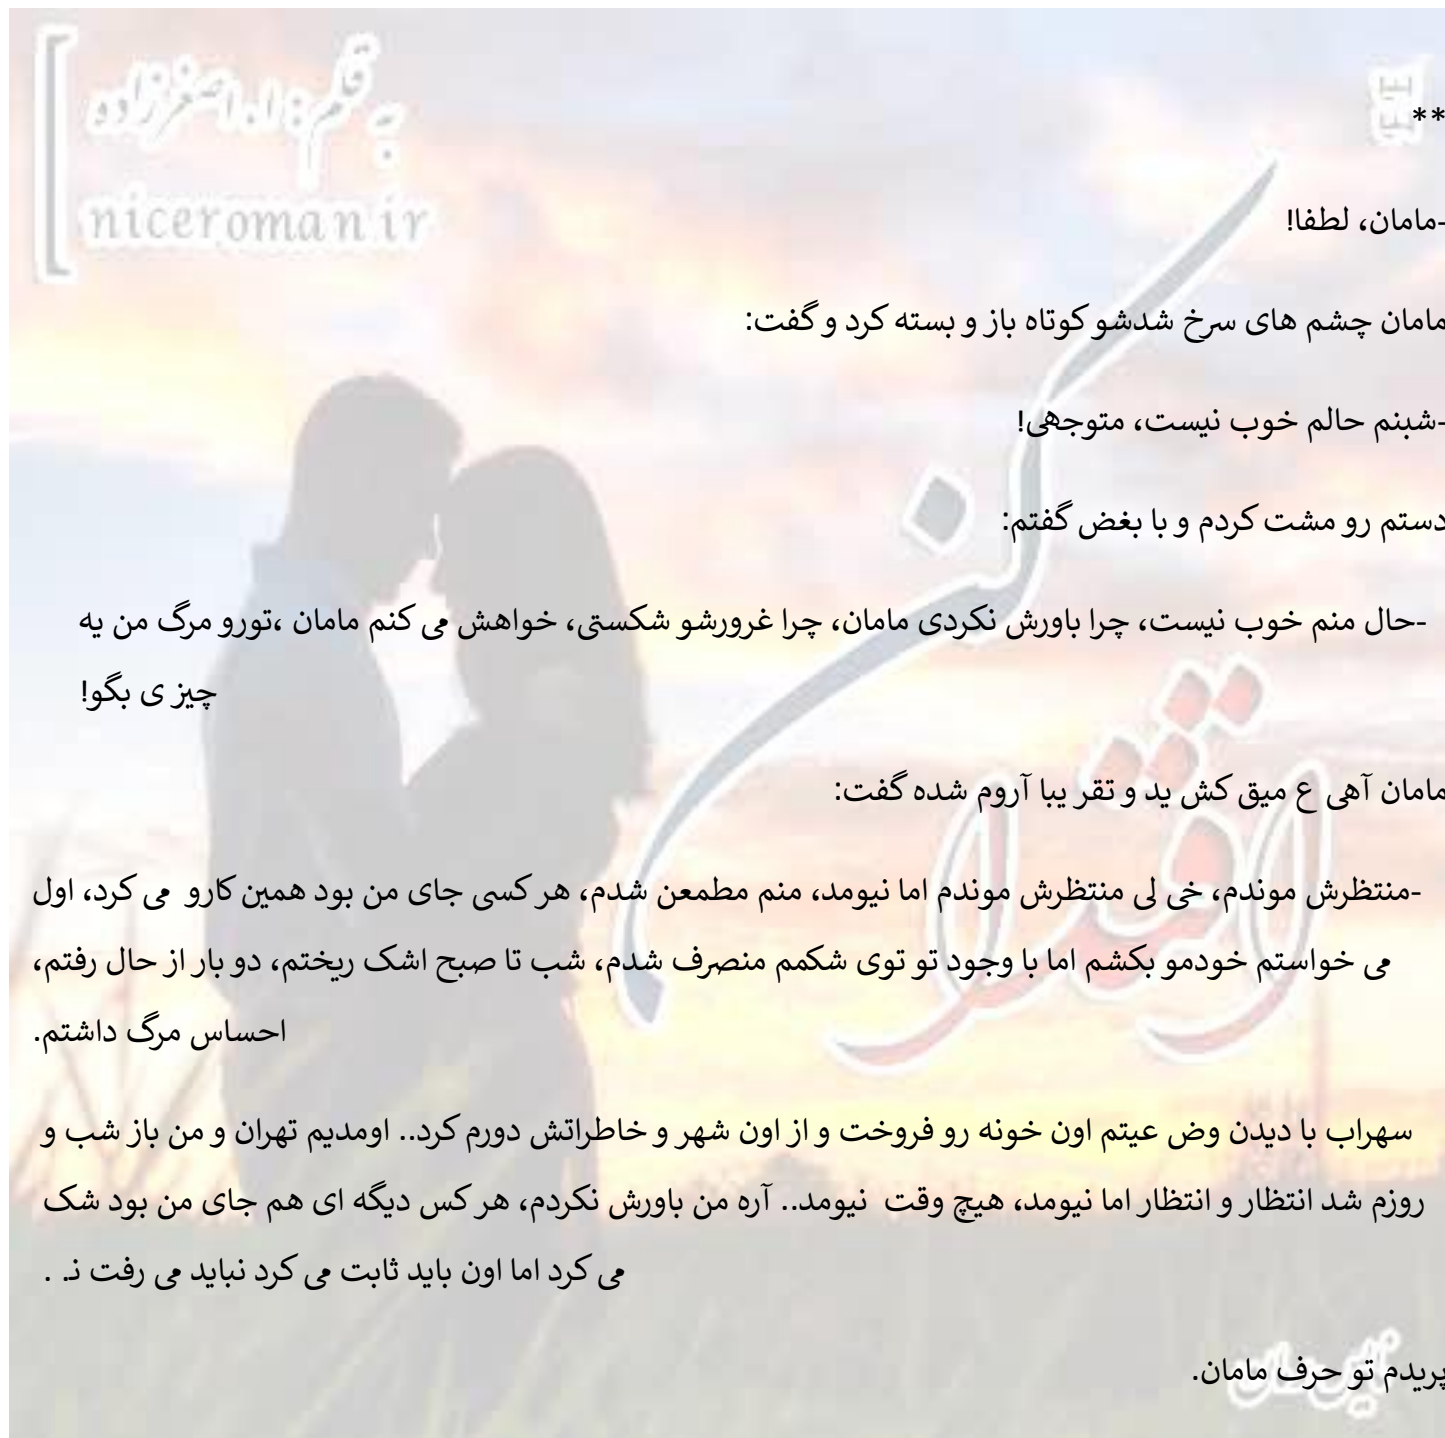 به قلم: ا.اصغرزاده
niceroman.ir
**
-مامان، لطفا!
مامان چشم های سرخ شدشو کوتاه باز و بسته کرد و گفت:
-شبنم حالم خوب نیست، متوجهی!
دستم رو مشت کردم و با بغض گفتم:
-حال منم خوب نیست، چرا باورش نکردی مامان، چرا غرورشو شکستی، خواهش می کنم مامان ،تورو مرگ من یه
چیز ی بگو!
مامان آهی ع میق کش ید و تقر یبا آروم شده گفت:
-منتظرش موندم، خی لی منتظرش موندم اما نیومد، منم مطمعن شدم، هر کسی جای من بود همین کارو می کرد، اول
می خواستم خودمو بکشم اما با وجود تو توی شکمم منصرف شدم، شب تا صبح اشک ریختم، دو بار از حال رفتم،
احساس مرگ داشتم.
سهراب با دیدن وض عیتم اون خونه رو فروخت و از اون شهر و خاطراتش دورم کرد.. اومدیم تهران و من باز شب و
روزم شد انتظار و انتظار اما نیومد، هیچ وقت نیومد.. آره من باورش نکردم، هر کس دیگه ای هم جای من بود شک
می کرد اما اون باید ثابت می کرد نباید می رفت نـ .
پریدم تو حرف مامان.
اقتدا کن